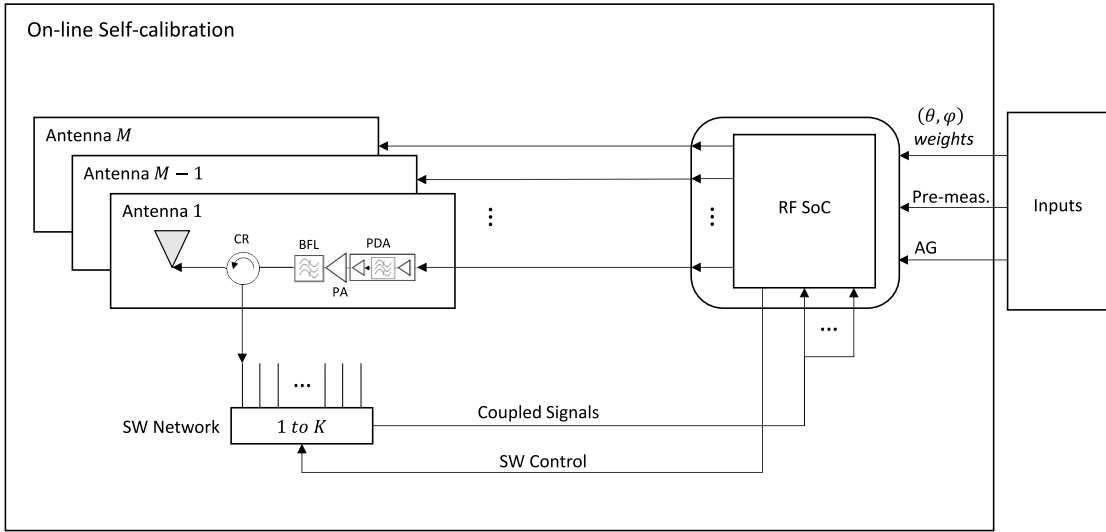 On-line Self-calibration
Antenna M
Antenna M − 1
Antenna 1
CR
BFL
PDA
PA
⋮
⋮
RF SoC
(θ, φ)
weights
Pre-meas.
AG
Inputs
...
...
SW Network
1 to K
Coupled Signals
SW Control